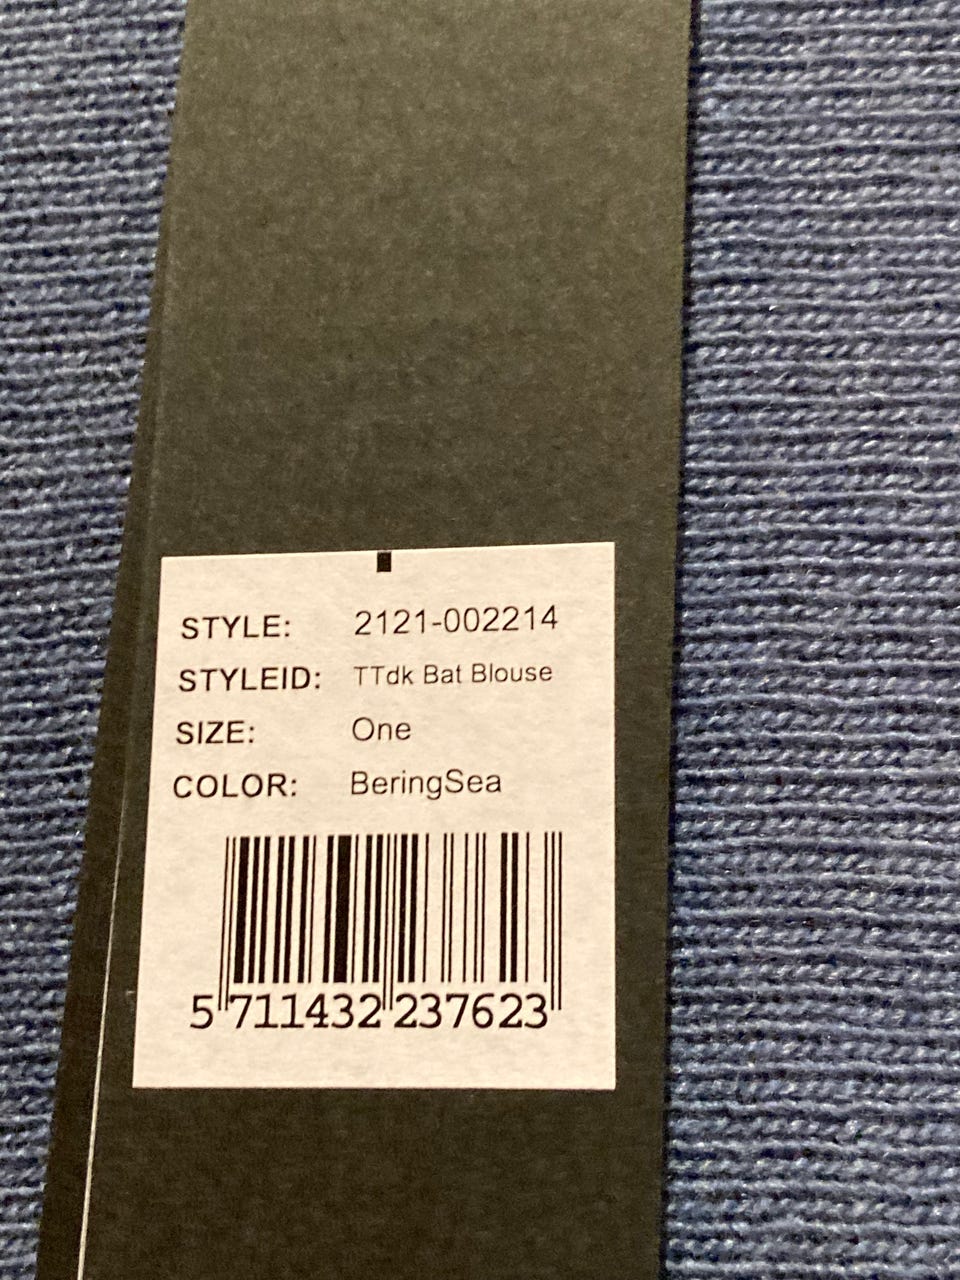 STYLE: 2121-002214
STYLEID: TTdk Bat Blouse
SIZE: One
COLOR: BeringSea
5 711432 237623